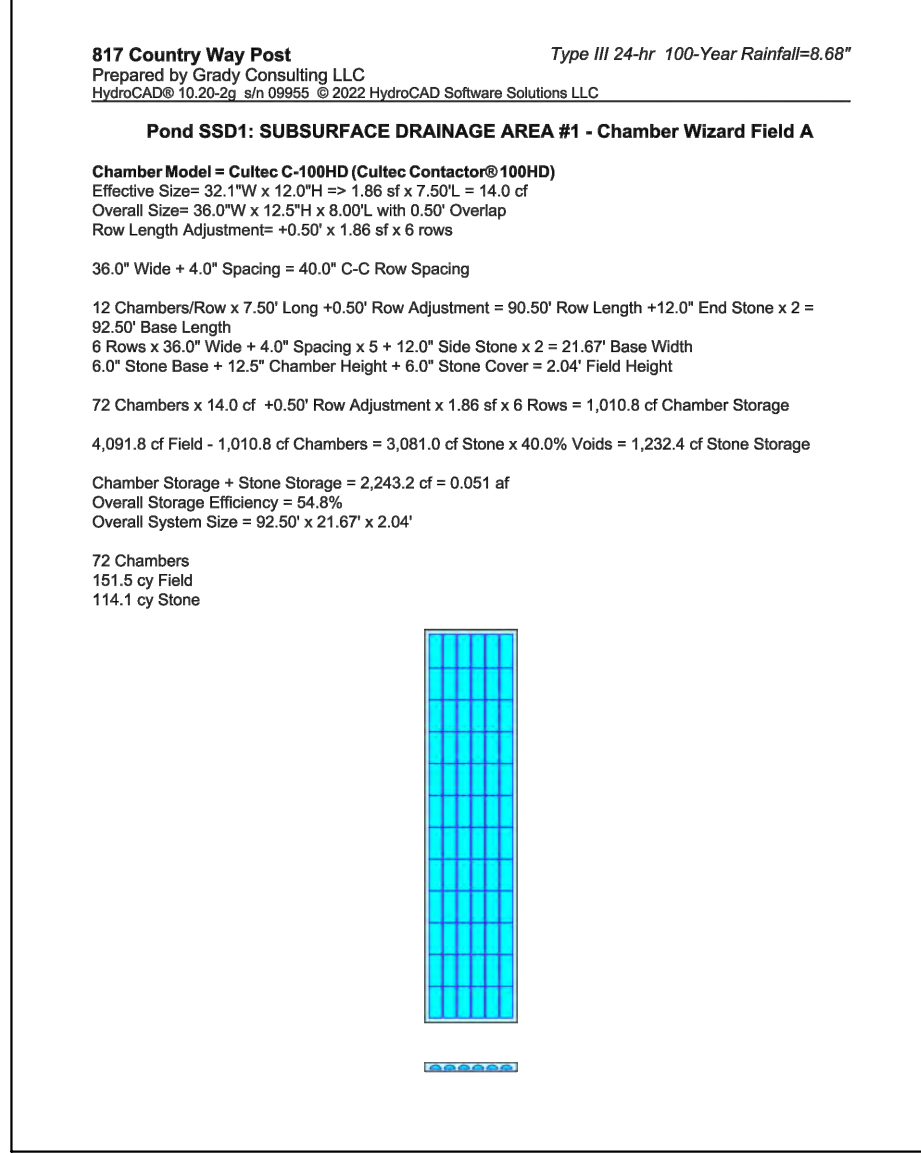 817 Country Way Post
Type III 24-hr 100-Year Rainfall=8.68"
Prepared by Grady Consulting LLC
HydroCAD® 10.20-2g s/n 09955 © 2022 HydroCAD Software Solutions LLC
Pond SSD1: SUBSURFACE DRAINAGE AREA #1 - Chamber Wizard Field A
Chamber Model = Cultec C-100HD (Cultec Contactor® 100HD)
Effective Size= 32.1"W x 12.0"H => 1.86 sf x 7.50'L = 14.0 cf
Overall Size= 36.0"W x 12.5"H x 8.00'L with 0.50' Overlap
Row Length Adjustment= +0.50' x 1.86 sf x 6 rows
36.0" Wide + 4.0" Spacing = 40.0" C-C Row Spacing
12 Chambers/Row x 7.50' Long +0.50' Row Adjustment = 90.50' Row Length +12.0" End Stone x 2 =
92.50' Base Length
6 Rows x 36.0" Wide + 4.0" Spacing x 5 + 12.0" Side Stone x 2 = 21.67' Base Width
6.0" Stone Base + 12.5" Chamber Height + 6.0" Stone Cover = 2.04' Field Height
72 Chambers x 14.0 cf +0.50' Row Adjustment x 1.86 sf x 6 Rows = 1,010.8 cf Chamber Storage
4,091.8 cf Field - 1,010.8 cf Chambers = 3,081.0 cf Stone x 40.0% Voids = 1,232.4 cf Stone Storage
Chamber Storage + Stone Storage = 2,243.2 cf = 0.051 af
Overall Storage Efficiency = 54.8%
Overall System Size = 92.50' x 21.67' x 2.04'
72 Chambers
151.5 cy Field
114.1 cy Stone